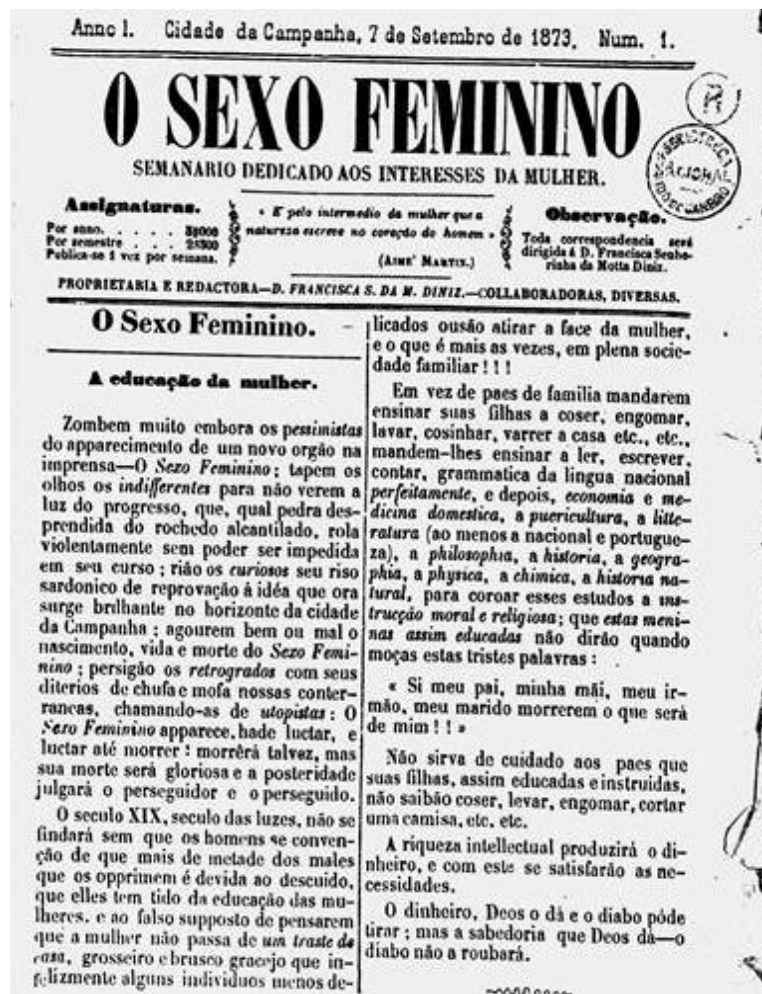 Anno I. Cidade da Campanha, 7 de Setembro de 1873. Num. 1.
O SEXO FEMININO
SEMANARIO DEDICADO AOS INTERESSES DA MULHER.
Assignaturas.
Por anno. . . . . 5$000
Por semestre . . . 2$500
Publica-se 1 vez por semana.
« E pelo intermedio da mulher que a
natureza escreve no coração do homem »
(AIMÉ MARTIN.)
Observação.
Toda correspondencia será
dirigida á D. Francisca Senho-
rinha da Motta Diniz.
PROPRIETARIA E REDACTORA—D. FRANCISCA S. DA M. DINIZ.—COLLABORADORAS, DIVERSAS.
O Sexo Feminino.
A educação da mulher.
Zombem muito embora os pessimistas
do apparecimento de um novo orgão na
imprensa—O Sexo Feminino; tapem os
olhos os indifferentes para não verem a
luz do progresso, que, qual pedra des-
prendida do rochedo alcantilado, rola
violentamente sem poder ser impedida
em seu curso; rião os curiosos seu riso
sardonico de reprovação á idéa que ora
surge brilhante no horizonte da cidade
da Campanha; agourem bem ou mal o
nascimento, vida e morte do Sexo Femi-
nino; persigão os retrogrados com seus
diterios de chufa e mofa nossas conter-
raneas, chamando-as de utopistas: O
Sexo Feminino apparece, hade luctar, e
luctar até morrer: morrerá talvez, mas
sua morte será gloriosa e a posteridade
julgará o perseguidor e o perseguido.
O seculo XIX, seculo das luzes, não se
findará sem que os homens se conven-
ção de que mais de metade dos males
que os opprimem é devida ao descuido,
que elles tem tido da educação das mu-
lheres, e ao falso supposto de pensarem
que a mulher não passa de um traste de
casa, grosseiro e brusco gracejo que in-
felizmente alguns individuos menos de-
licados ousão atirar a face da mulher,
e o que é mais as vezes, em plena socie-
dade familiar!!!
Em vez de paes de familia mandarem
ensinar suas filhas a coser, engomar,
lavar, cosinhar, varrer a casa etc., etc.,
mandem-lhes ensinar a ler, escrever,
contar, grammatica da lingua nacional
perfeitamente, e depois, economia e me-
dicina domestica, a puericultura, a litte-
ratura (ao menos a nacional e portugue-
za), a philosophia, a historia, a geogra-
phia, a physica, a chimica, a historia na-
tural, para coroar esses estudos a ins-
trucção moral e religiosa; que estas meni-
nas assim educadas não dirão quando
moças estas tristes palavras:
« Si meu pai, minha mãi, meu ir-
mão, meu marido morrerem o que será
de mim!! »
Não sirva de cuidado aos paes que
suas filhas, assim educadas e instruidas,
não saibão coser, levar, engomar, cortar
uma camisa, etc. etc.
A riqueza intellectual produzirá o di-
nheiro, e com este se satisfarão as ne-
cessidades.
O dinheiro, Deos o dá e o diabo póde
tirar; mas a sabedoria que Deos dá—o
diabo não a roubará.